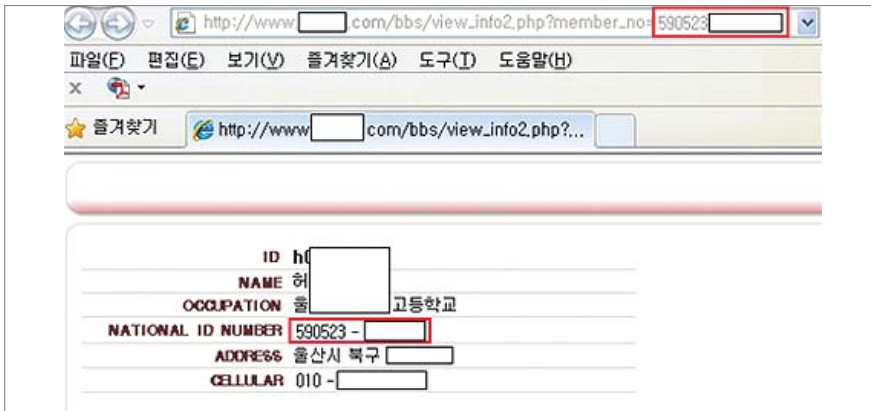 http://www .com/bbs/view_info2.php?member_no= 590523
파일(F) 편집(E) 보기(V) 즐겨찾기(A) 도구(T) 도움말(H)
x
즐겨찾기 http://www com/bbs/view_info2.php?...
ID h
NAME 허
OCCUPATION 울 고등학교
NATIONAL ID NUMBER 590523 -
ADDRESS 울산시 북구
CELLULAR 010 -